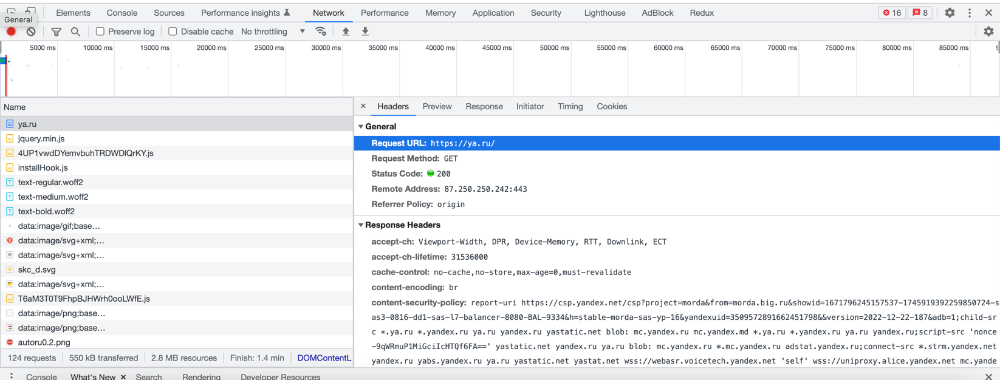 Elements Console Sources Performance insights Network Performance Memory Application Security Lighthouse AdBlock Redux 16 8
General
Preserve log Disable cache No throttling
5000 ms 10000 ms 15000 ms 20000 ms 25000 ms 30000 ms 35000 ms 40000 ms 45000 ms 50000 ms 55000 ms 60000 ms 65000 ms 70000 ms 75000 ms 80000 ms 85000 ms
Name
ya.ru
jquery.min.js
4UP1vwdDYemvbuhTRDWDlQrKY.js
installHook.js
text-regular.woff2
text-medium.woff2
text-bold.woff2
data:image/gif;base…
data:image/svg+xml;…
data:image/svg+xml;…
skc_d.svg
data:image/svg+xml;…
T6aM3T0T9FhpBJHWrh0ooLWfE.js
data:image/png;base…
data:image/png;base…
autoru0.2.png
124 requests 550 kB transferred 2.8 MB resources Finish: 1.4 min DOMContentL
Headers Preview Response Initiator Timing Cookies
General
Request URL: https://ya.ru/
Request Method: GET
Status Code: 200
Remote Address: 87.250.250.242:443
Referrer Policy: origin
Response Headers
accept-ch: Viewport-Width, DPR, Device-Memory, RTT, Downlink, ECT
accept-ch-lifetime: 31536000
cache-control: no-cache,no-store,max-age=0,must-revalidate
content-encoding: br
content-security-policy: report-uri https://csp.yandex.net/csp?project=morda&from=morda.big.ru&showid=1671796245157537-1745919392259850724-s
as3-0816-dd1-sas-l7-balancer-8080-BAL-9334&h=stable-morda-sas-yp-16&yandexuid=3509572891662451798&&version=2022-12-22-187&adb=1;child-sr
c *.ya.ru *.yandex.ru ya.ru yandex.ru yastatic.net blob: mc.yandex.ru mc.yandex.md *.ya.ru *.yandex.ru ya.ru yandex.ru;script-src 'nonce
-9qWRmuP1MiGciIcHTQf6FA==' yastatic.net yandex.ru ya.ru blob: mc.yandex.ru *.mc.yandex.ru adstat.yandex.ru;connect-src *.strm.yandex.net
yandex.ru yabs.yandex.ru ya.ru yastatic.net yastat.net wss://webasr.voicetech.yandex.net 'self' wss://uniproxy.alice.yandex.net mc.yande
Console What's New Search Rendering Developer Resources